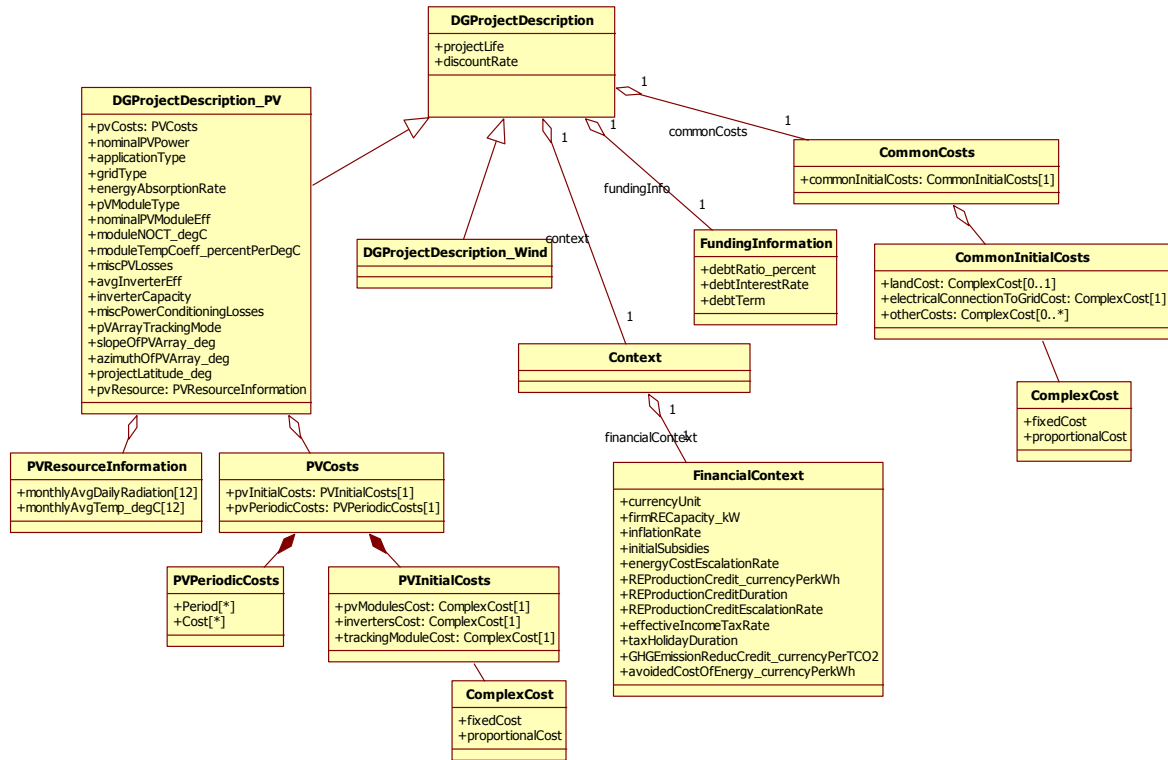 DGProjectDescription
+projectLife
+discountRate
DGProjectDescription_PV
+pvCosts: PVCosts
+nominalPVPower
+applicationType
+gridType
+energyAbsorptionRate
+pVModuleType
+nominalPVModuleEff
+moduleNOCT_degC
+moduleTempCoeff_percentPerDegC
+miscPVLosses
+avgInverterEff
+inverterCapacity
+miscPowerConditioningLosses
+pVArrayTrackingMode
+slopeOfPVArray_deg
+azimuthOfPVArray_deg
+projectLatitude_deg
+pvResource: PVResourceInformation
1
commonCosts
1
CommonCosts
+commonInitialCosts: CommonInitialCosts[1]
1
1
fundingInfo
1
context
1
DGProjectDescription_Wind
FundingInformation
+debtRatio_percent
+debtInterestRate
+debtTerm
CommonInitialCosts
+landCost: ComplexCost[0..1]
+electricalConnectionToGridCost: ComplexCost[1]
+otherCosts: ComplexCost[0..*]
Context
1
financialContext
1
ComplexCost
+fixedCost
+proportionalCost
PVResourceInformation
+monthlyAvgDailyRadiation[12]
+monthlyAvgTemp_degC[12]
PVCosts
+pvInitialCosts: PVInitialCosts[1]
+pvPeriodicCosts: PVPeriodicCosts[1]
FinancialContext
+currencyUnit
+firmRECapacity_kW
+inflationRate
+initialSubsidies
+energyCostEscalationRate
+REProductionCredit_currencyPerkWh
+REProductionCreditDuration
+REProductionCreditEscalationRate
+effectiveIncomeTaxRate
+taxHolidayDuration
+GHGEmissionReducCredit_currencyPerTCO2
+avoidedCostOfEnergy_currencyPerkWh
PVPeriodicCosts
+Period[*]
+Cost[*]
PVInitialCosts
+pvModulesCost: ComplexCost[1]
+invertersCost: ComplexCost[1]
+trackingModuleCost: ComplexCost[1]
ComplexCost
+fixedCost
+proportionalCost